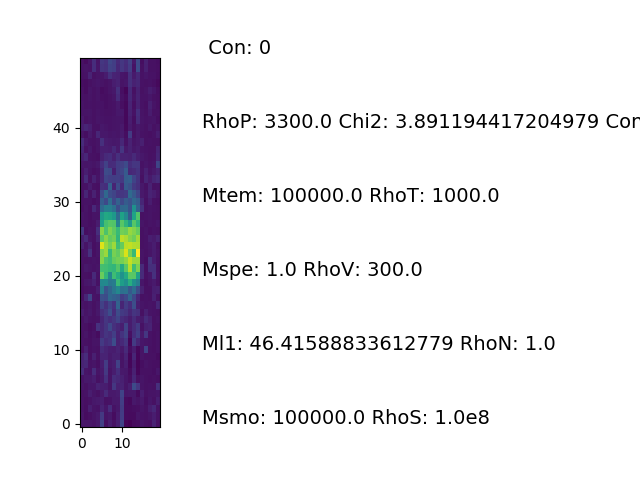 Con: 0
RhoP: 3300.0 Chi2: 3.891194417204979 Con
Mtem: 100000.0 RhoT: 1000.0
Mspe: 1.0 RhoV: 300.0
Ml1: 46.41588833612779 RhoN: 1.0
Msmo: 100000.0 RhoS: 1.0e8
40
30
20
10
0
0 10